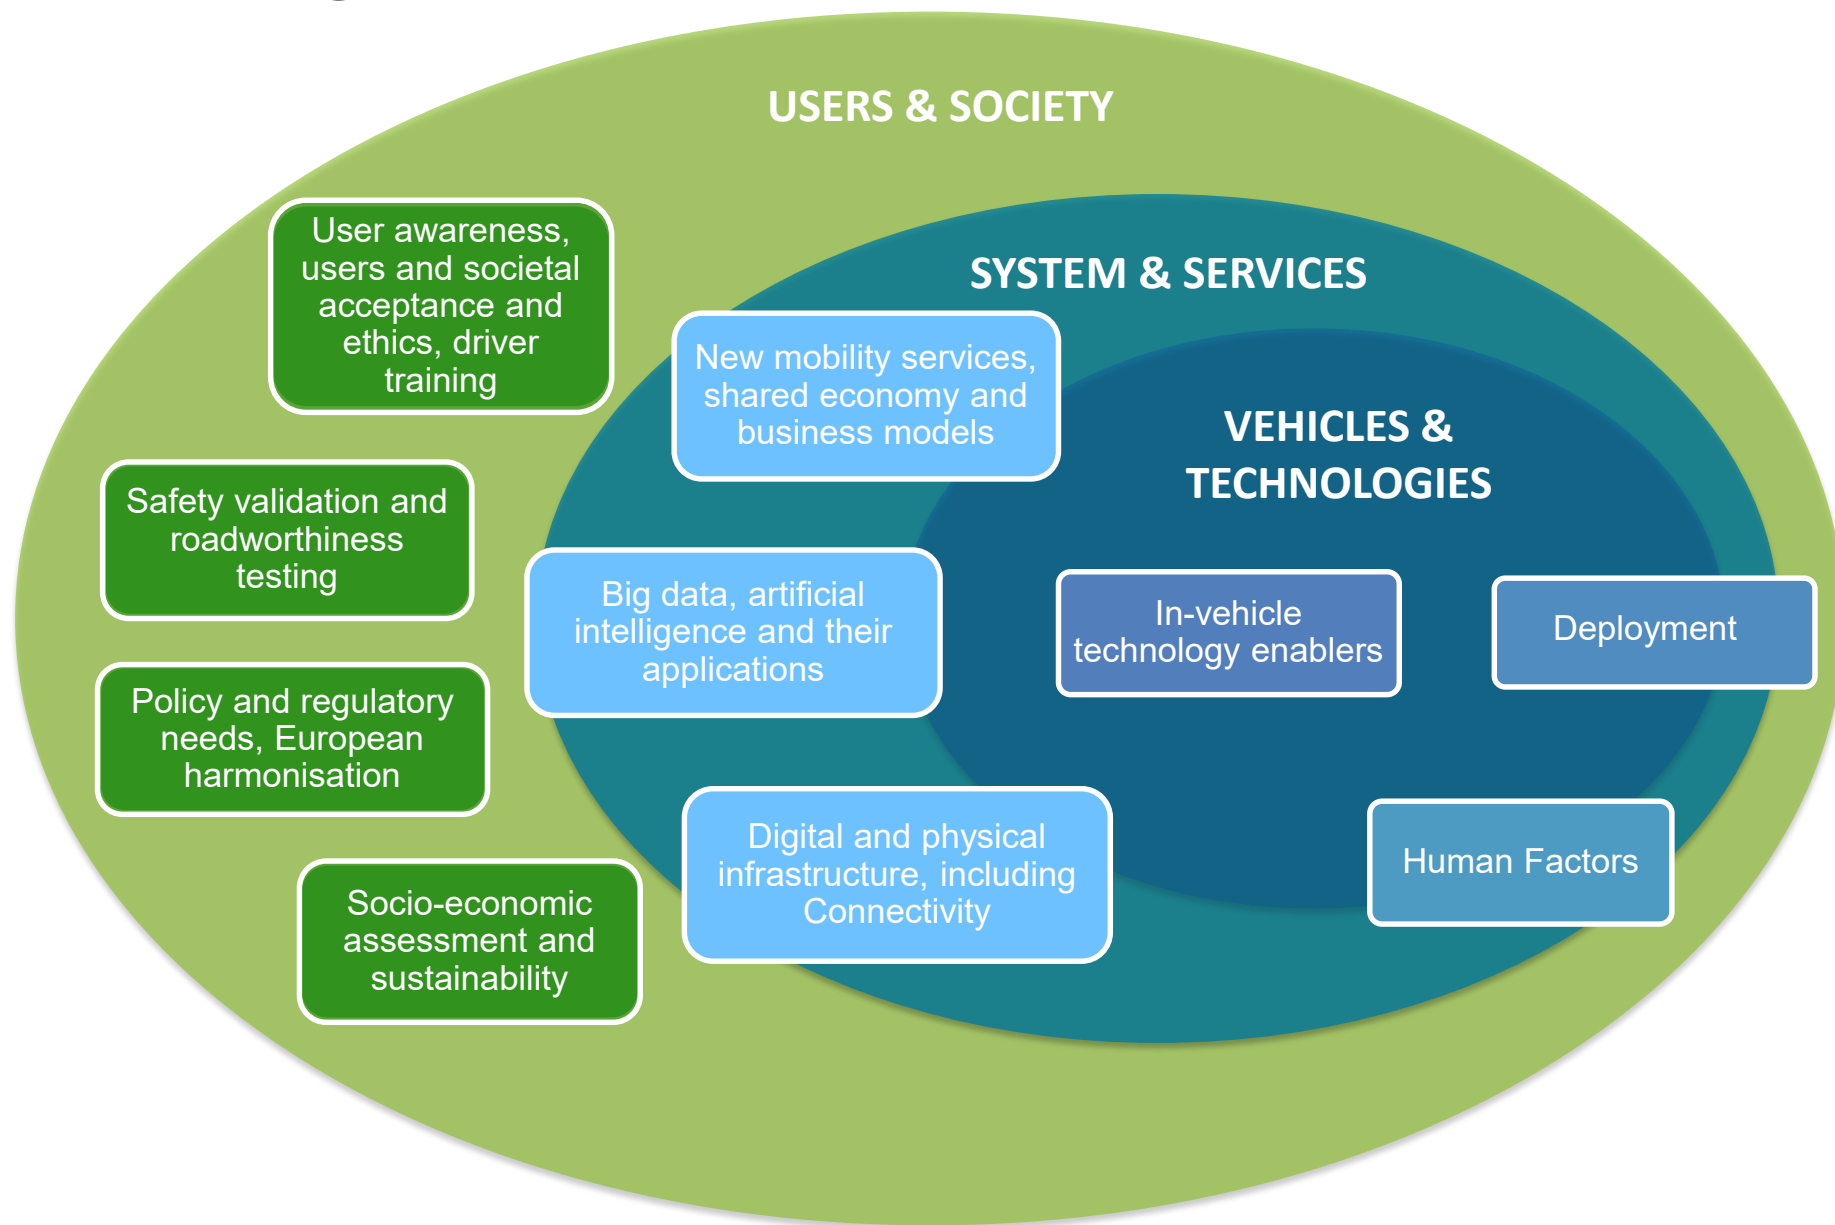 USERS & SOCIETY
User awareness,
users and societal
acceptance and
ethics, driver
training
SYSTEM & SERVICES
New mobility services,
shared economy and
business models
VEHICLES &
TECHNOLOGIES
Safety validation and
roadworthiness
testing
Big data, artificial
intelligence and their
applications
In-vehicle
technology enablers
Deployment
Policy and regulatory
needs, European
harmonisation
Digital and physical
infrastructure, including
Connectivity
Human Factors
Socio-economic
assessment and
sustainability